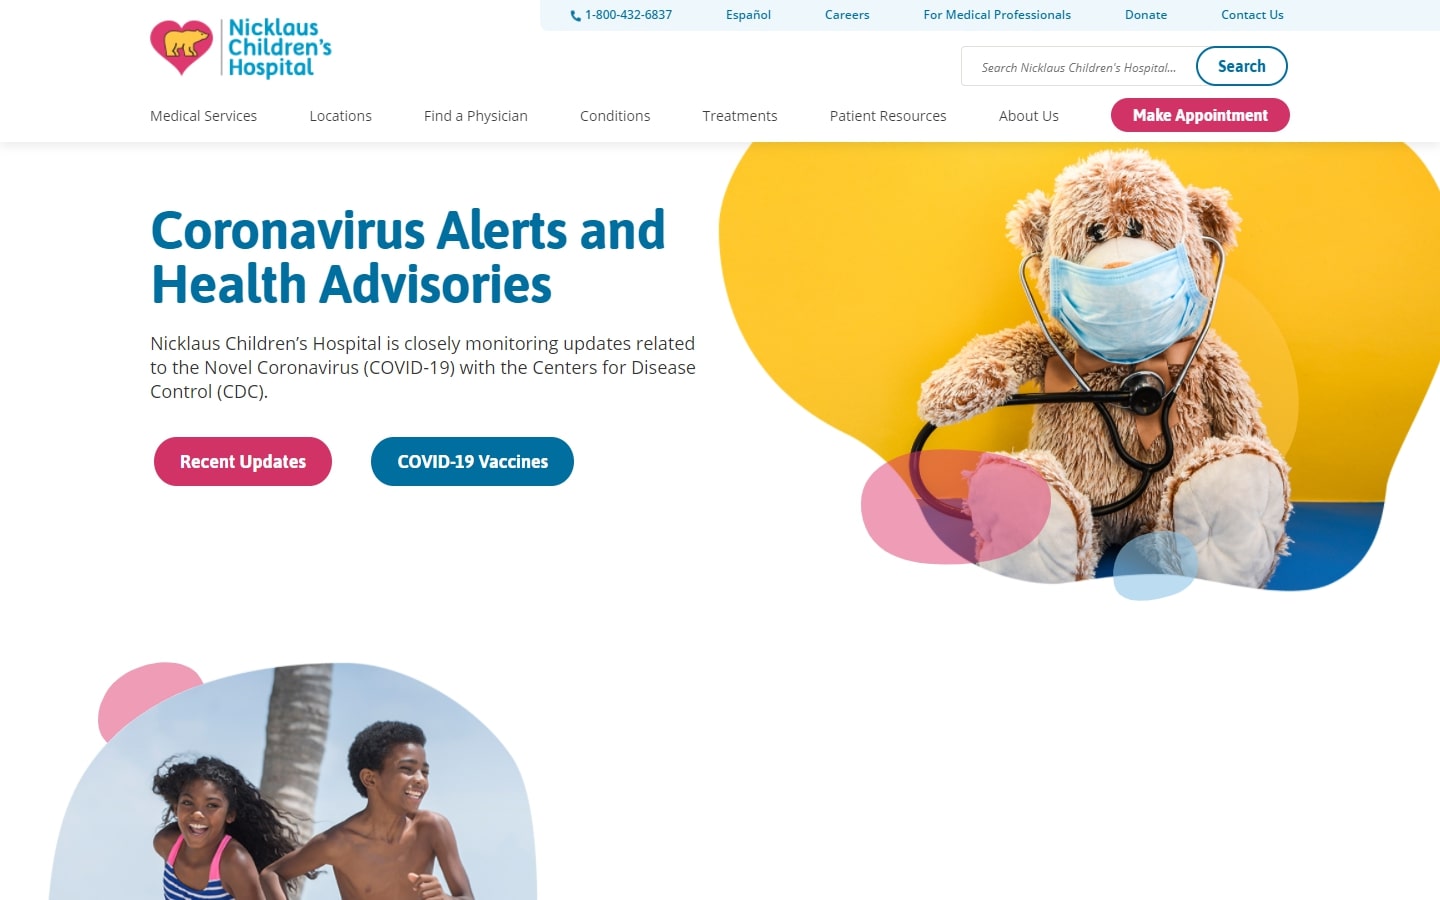 1-800-432-6837 Español Careers For Medical Professionals Donate Contact Us
Nicklaus
Children's
Hospital
Search Nicklaus Children's Hospital... Search
Medical Services Locations Find a Physician Conditions Treatments Patient Resources About Us Make Appointment
Coronavirus Alerts and
Health Advisories
Nicklaus Children’s Hospital is closely monitoring updates related
to the Novel Coronavirus (COVID-19) with the Centers for Disease
Control (CDC).
Recent Updates COVID-19 Vaccines